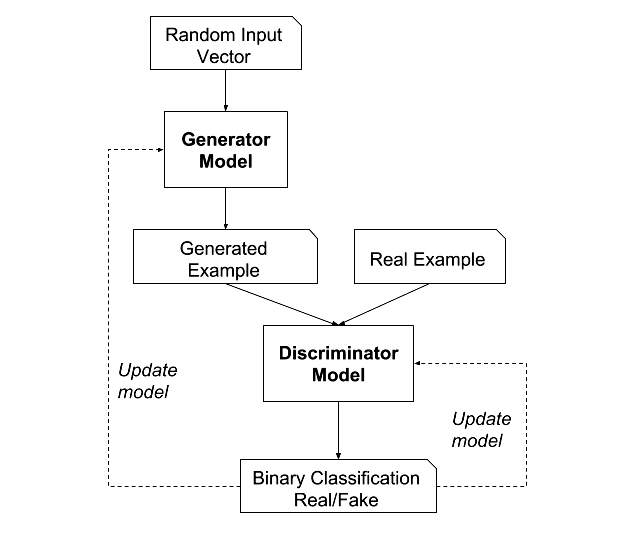 Random Input
Vector
Generator
Model
Generated
Example
Real Example
Discriminator
Model
Update
model
Update
model
Binary Classification
Real/Fake